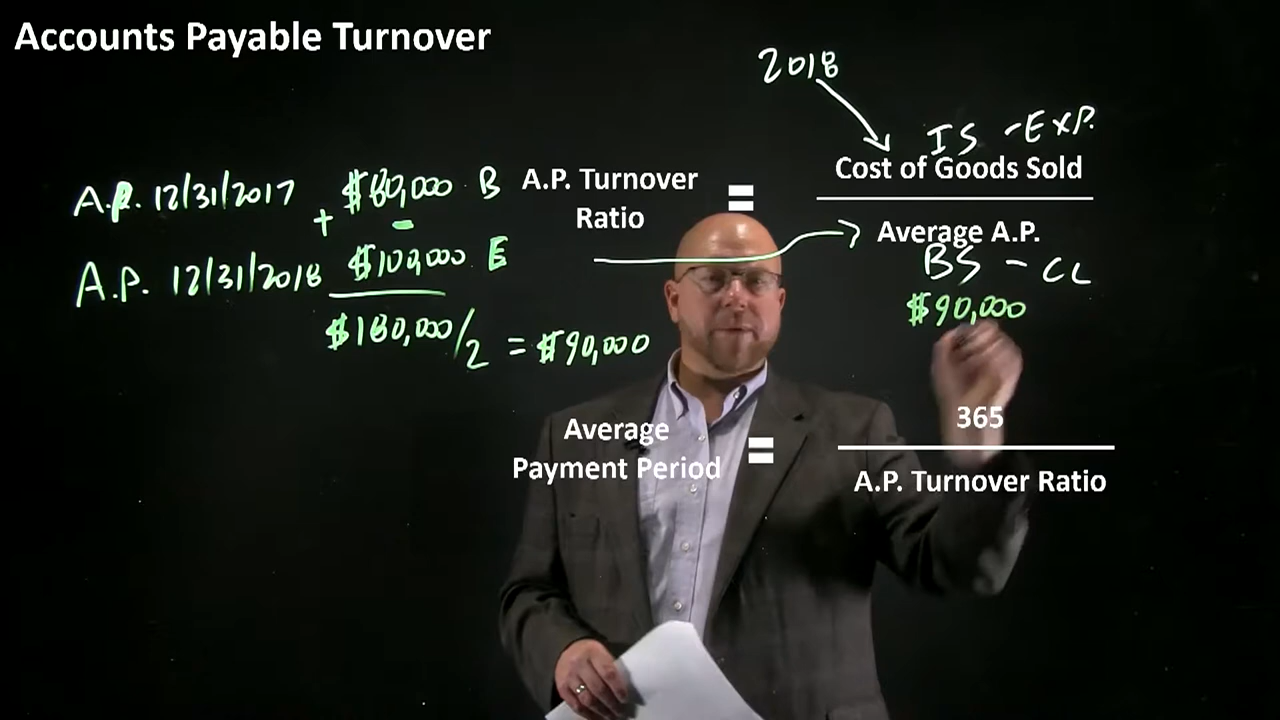 Accounts Payable Turnover
2018
IS - EXP.
A.P. 12/31/2017 + $80,000 B
A.P. 12/31/2018 $100,000 E
$180,000/2 = $90,000
A.P. Turnover
Ratio
=
Cost of Goods Sold
Average A.P.
BS - CL
$90,000
Average
Payment Period
=
365
A.P. Turnover Ratio